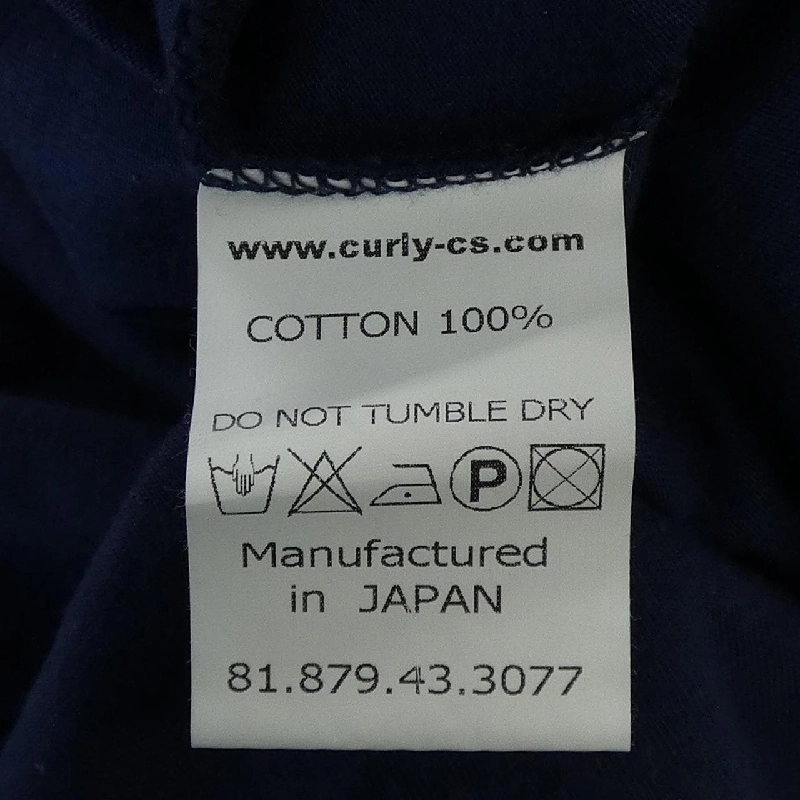 www.curly-cs.com
COTTON 100%
DO NOT TUMBLE DRY
P
Manufactured
in JAPAN
81.879.43.3077